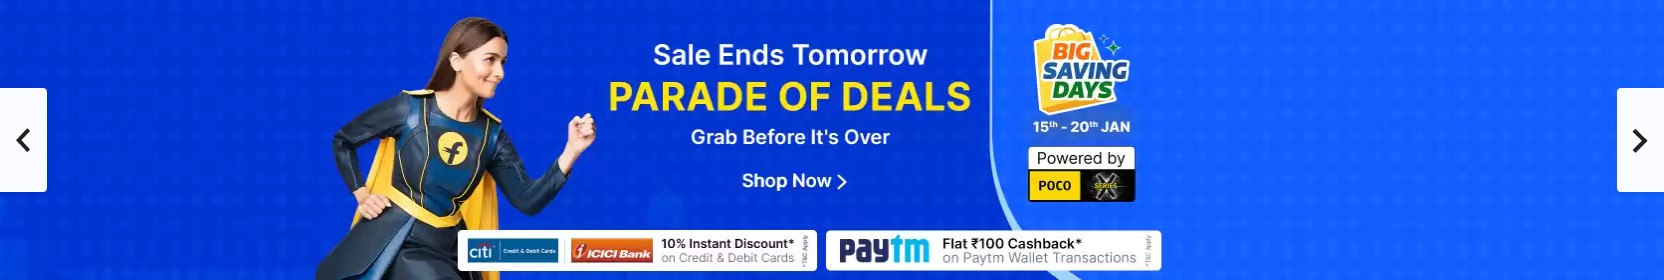 Sale Ends Tomorrow
PARADE OF DEALS
Grab Before It's Over
Shop Now
BIG
SAVING
DAYS
15th - 20th JAN
Powered by
POCO
X SERIES
citi
Credit & Debit Cards
ICICI Bank
10% Instant Discount*
on Credit & Debit Cards
*T&C Apply
paytm
Flat ₹100 Cashback*
on Paytm Wallet Transactions
*T&C Apply